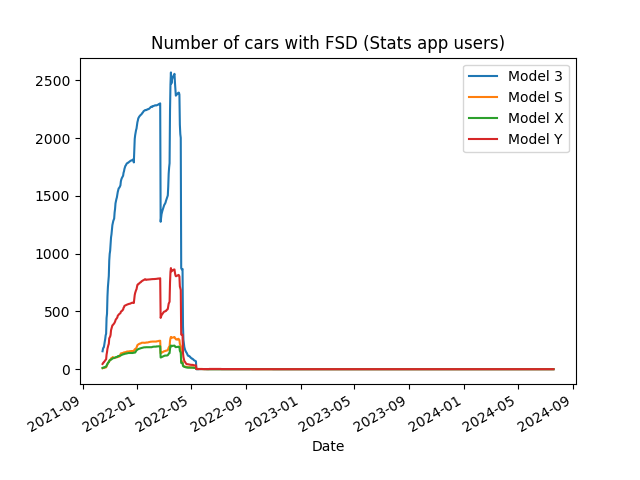 Number of cars with FSD (Stats app users)
2500
2000
1500
1000
500
0
Model 3
Model S
Model X
Model Y
2021-09
2022-01
2022-05
2022-09
2023-01
2023-05
2023-09
2024-01
2024-05
2024-09
Date